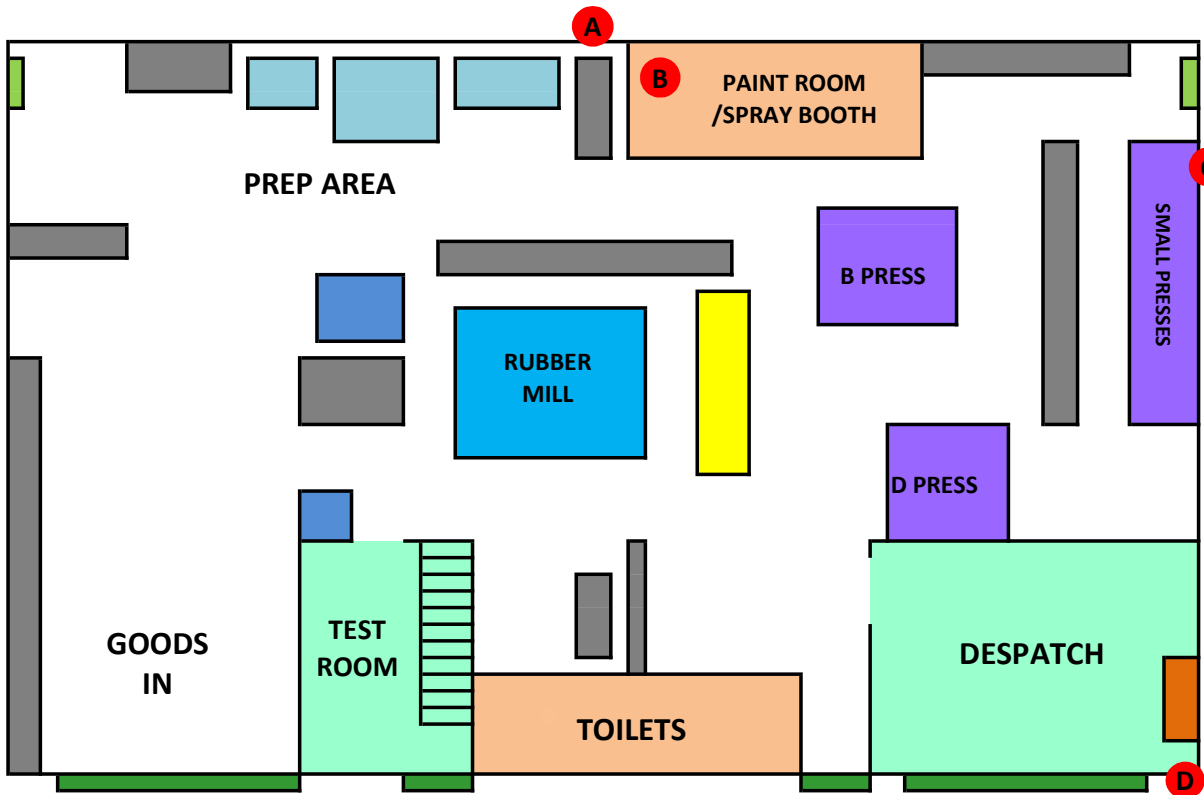 A
B
PAINT ROOM
/SPRAY BOOTH
PREP AREA
SMALL PRESSES
B PRESS
RUBBER
MILL
D PRESS
GOODS
IN
TEST
ROOM
DESPATCH
TOILETS
D